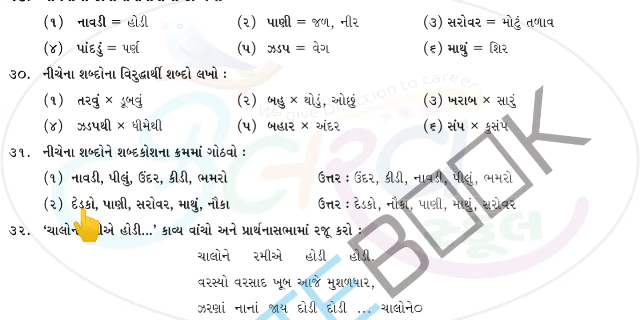 (૧) નાવડી = હોડી (૨) પાણી = જળ, નીર (૩) સરોવર = મોટું તળાવ
(૪) પાંદડું = પર્ણ (૫) ઝડપ = વેગ (૬) માથું = શિર
૩૦. નીચેના શબ્દોના વિરુદ્ધાર્થી શબ્દો લખો :
(૧) તરવું × ડૂબવું (૨) બહુ × થોડું, ઓછું (૩) ખરાબ × સારું
(૪) ઝડપથી × ધીમેથી (૫) બહાર × અંદર (૬) સંપ × કુસંપ
૩૧. નીચેના શબ્દોને શબ્દકોશના ક્રમમાં ગોઠવો :
(૧) નાવડી, પીલું, ઉંદર, કીડી, ભમરો ઉત્તર : ઉંદર, કીડી, નાવડી, પીલું, ભમરો
(૨) દેડકો, પાણી, સરોવર, માથું, નૌકા ઉત્તર : દેડકો, નૌકા, પાણી, માથું, સરોવર
૩૨. ‘ચાલોને રમીએ હોડી...’ કાવ્ય વાંચો અને પ્રાર્થનાસભામાં રજૂ કરો :
ચાલોને રમીએ હોડી હોડી.
વરસ્યો વરસાદ ખૂબ આજે મુશળધાર,
ઝરણાં નાનાં જાય દોડી દોડી ... ચાલોને૦